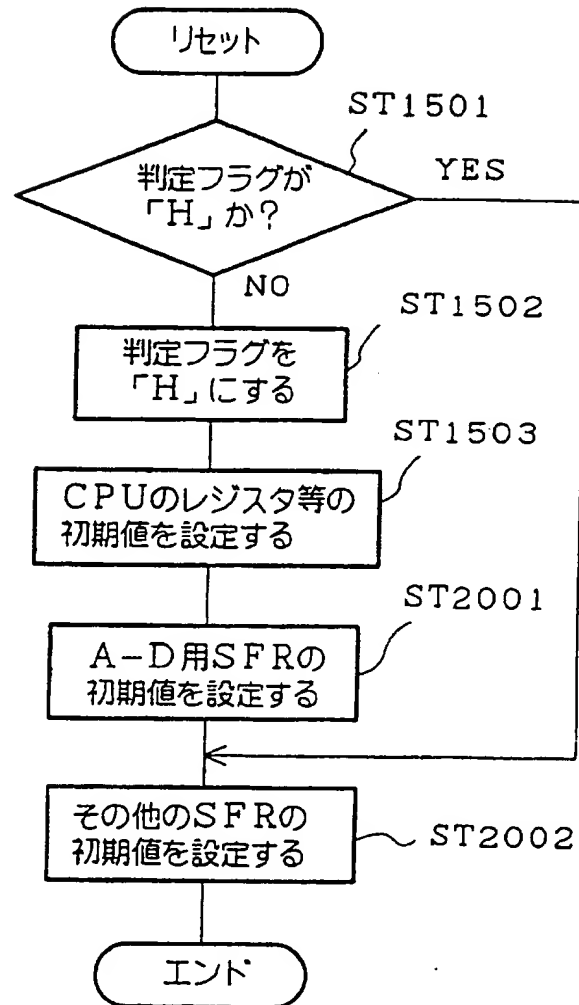 リセット
ST1501
判定フラグが
「H」か?
YES
NO
ST1502
判定フラグを
「H」にする
ST1503
CPUのレジスタ等の
初期値を設定する
ST2001
A-D用SFRの
初期値を設定する
その他のSFRの
初期値を設定する
ST2002
エンド